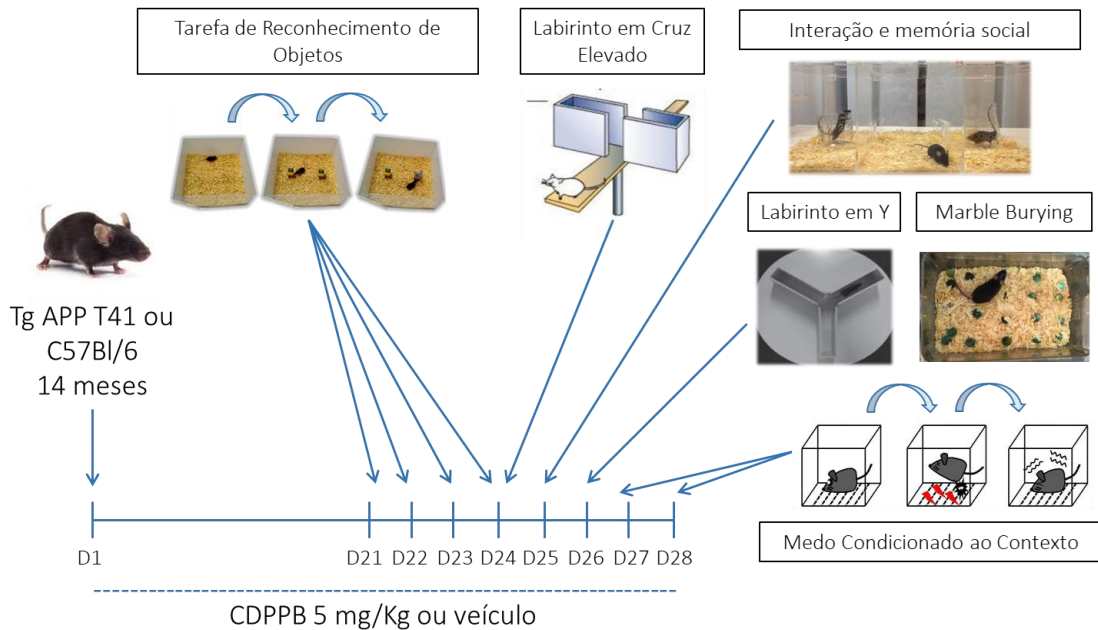 Tarefa de Reconhecimento de
Objetos
Labirinto em Cruz
Elevado
Interação e memória social
Labirinto em Y
Marble Burying
Tg APP T41 ou
C57Bl/6
14 meses
Medo Condicionado ao Contexto
D1
D21
D22
D23
D24
D25
D26
D27
D28
CDPPB 5 mg/Kg ou veículo